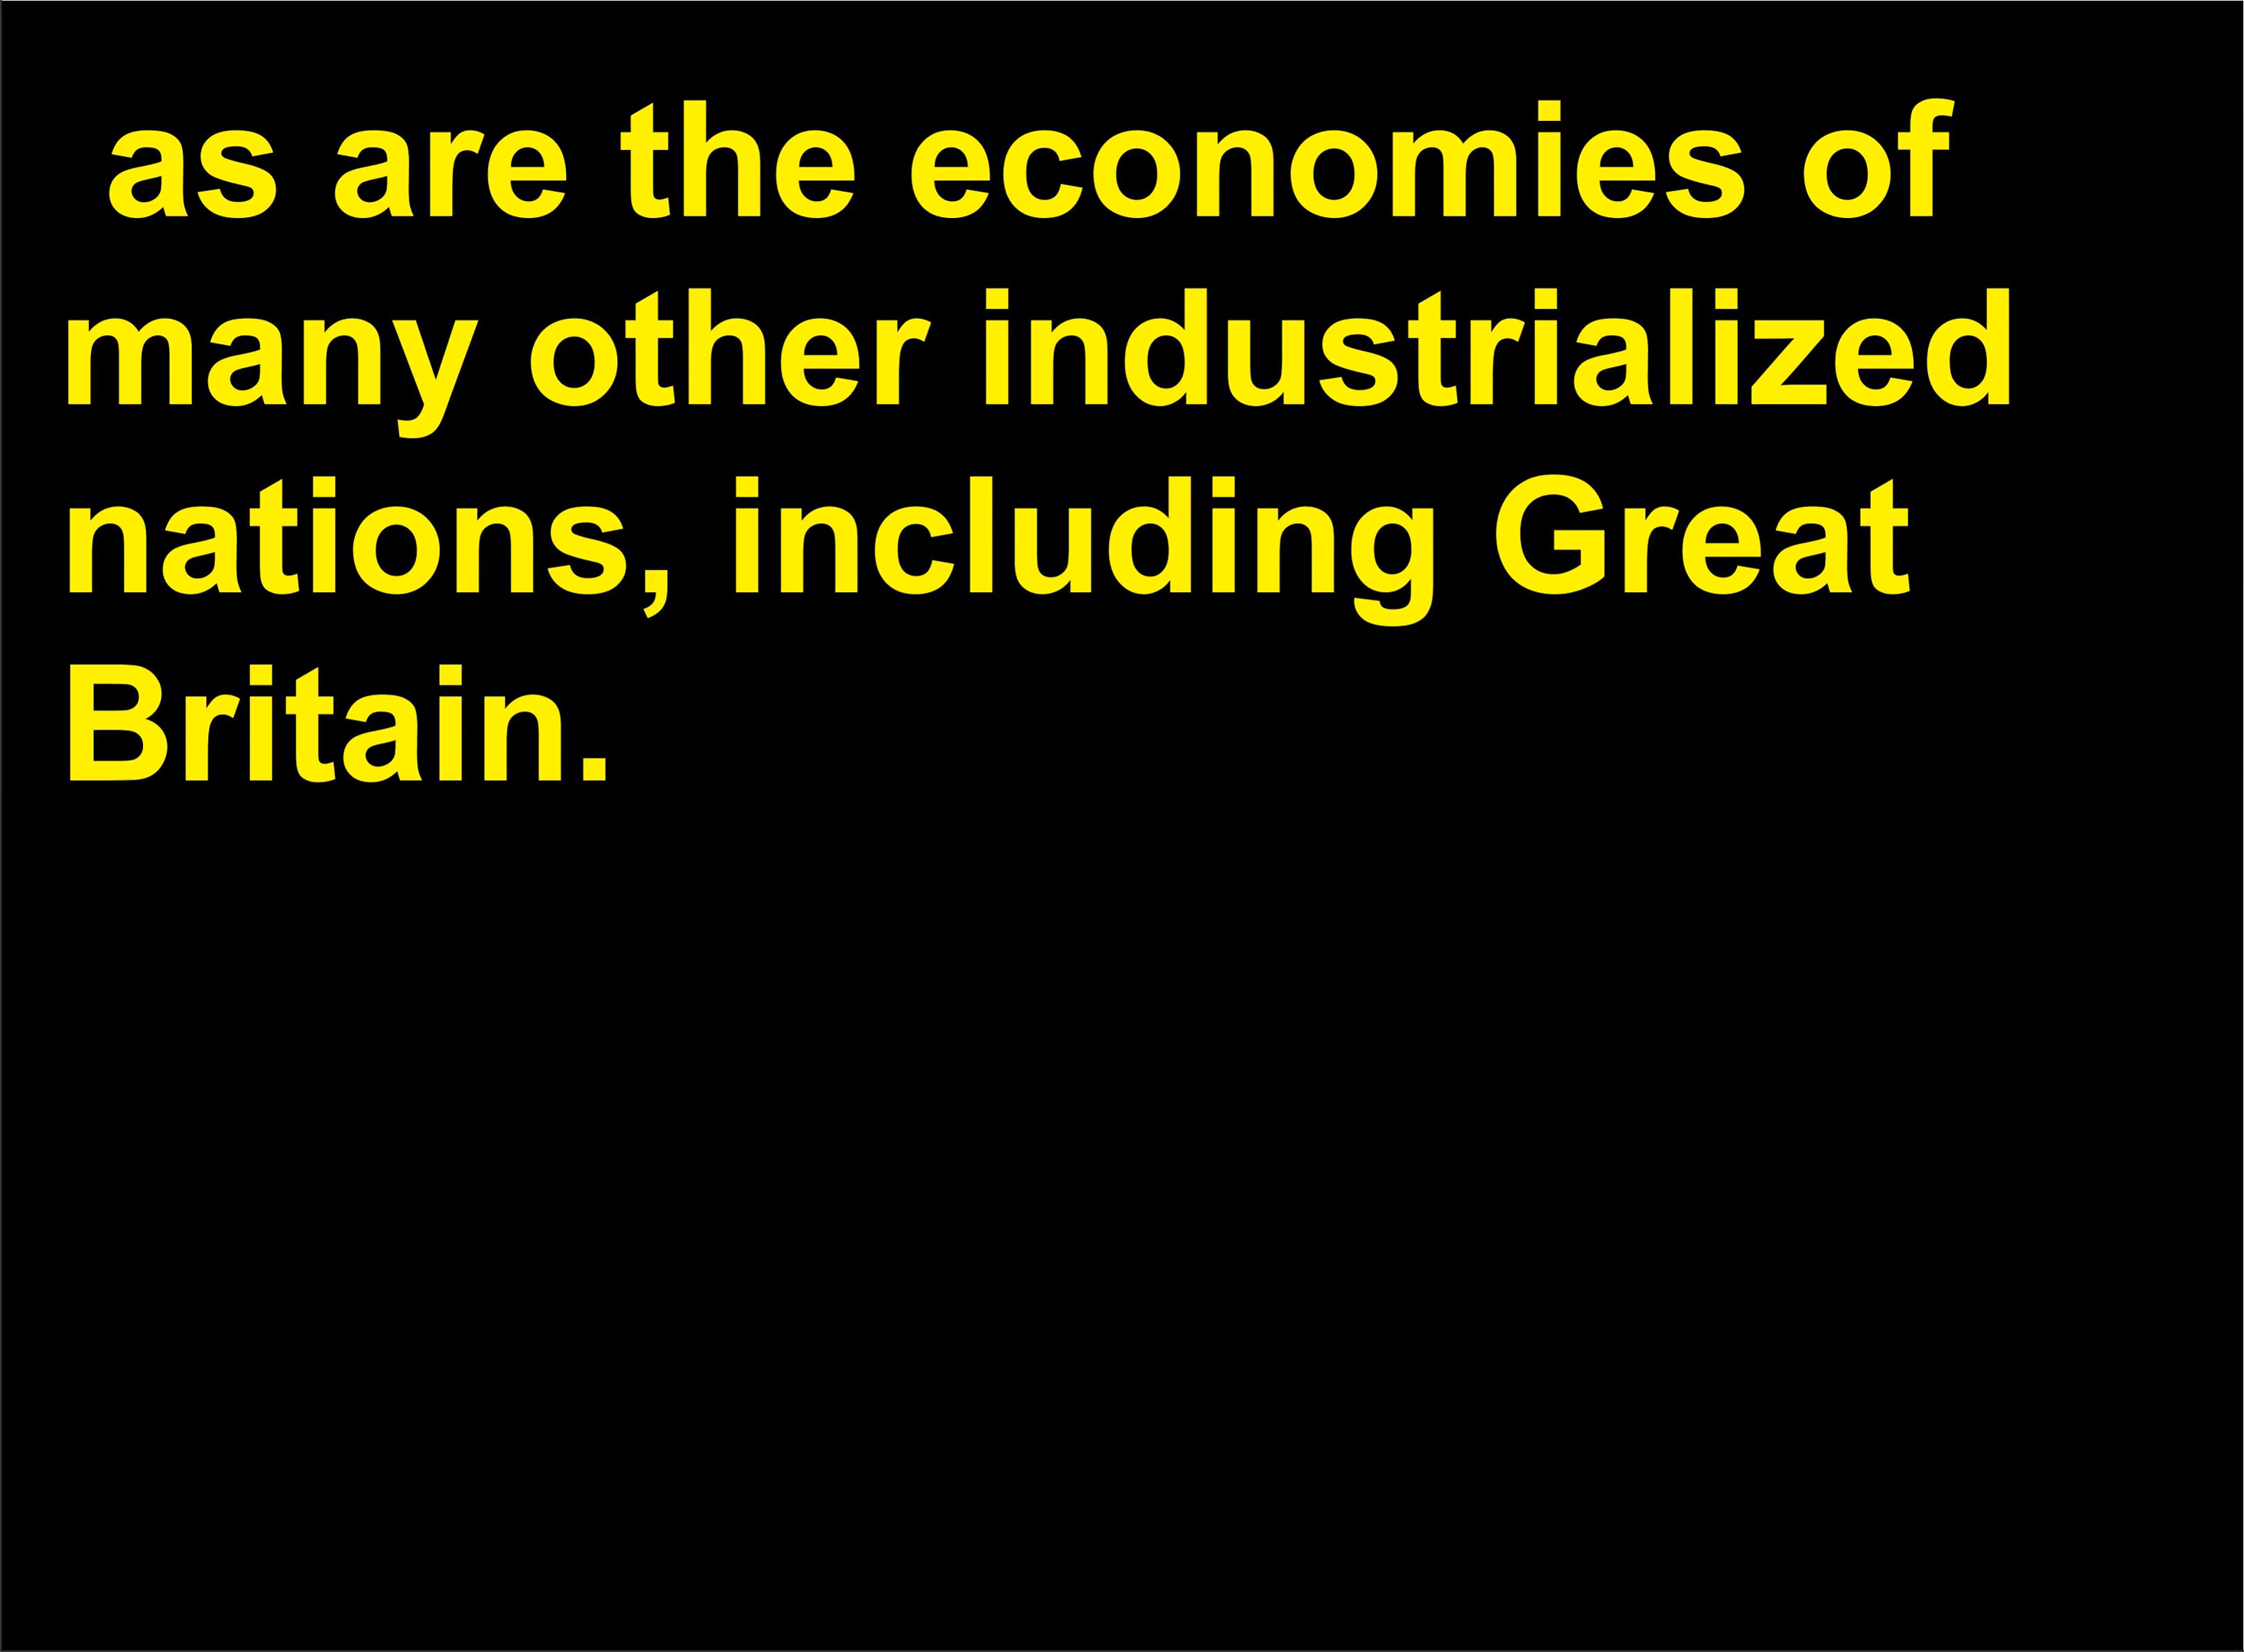 as are the economies of
many other industrialized
nations, including Great
Britain.